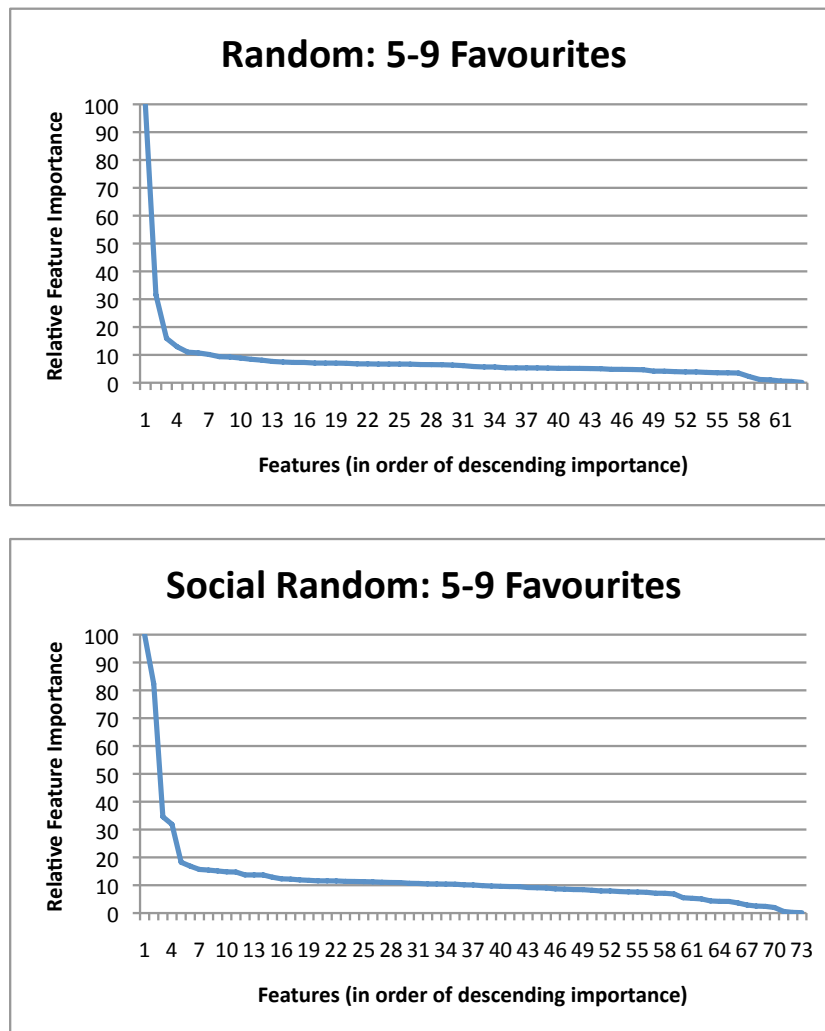 Random: 5-9 Favourites
100
90
80
70
60
50
40
30
20
10
0
Relative Feature Importance
1 4 7 10 13 16 19 22 25 28 31 34 37 40 43 46 49 52 55 58 61
Features (in order of descending importance)
Social Random: 5-9 Favourites
100
90
80
70
60
50
40
30
20
10
0
Relative Feature Importance
1 4 7 10 13 16 19 22 25 28 31 34 37 40 43 46 49 52 55 58 61 64 67 70 73
Features (in order of descending importance)